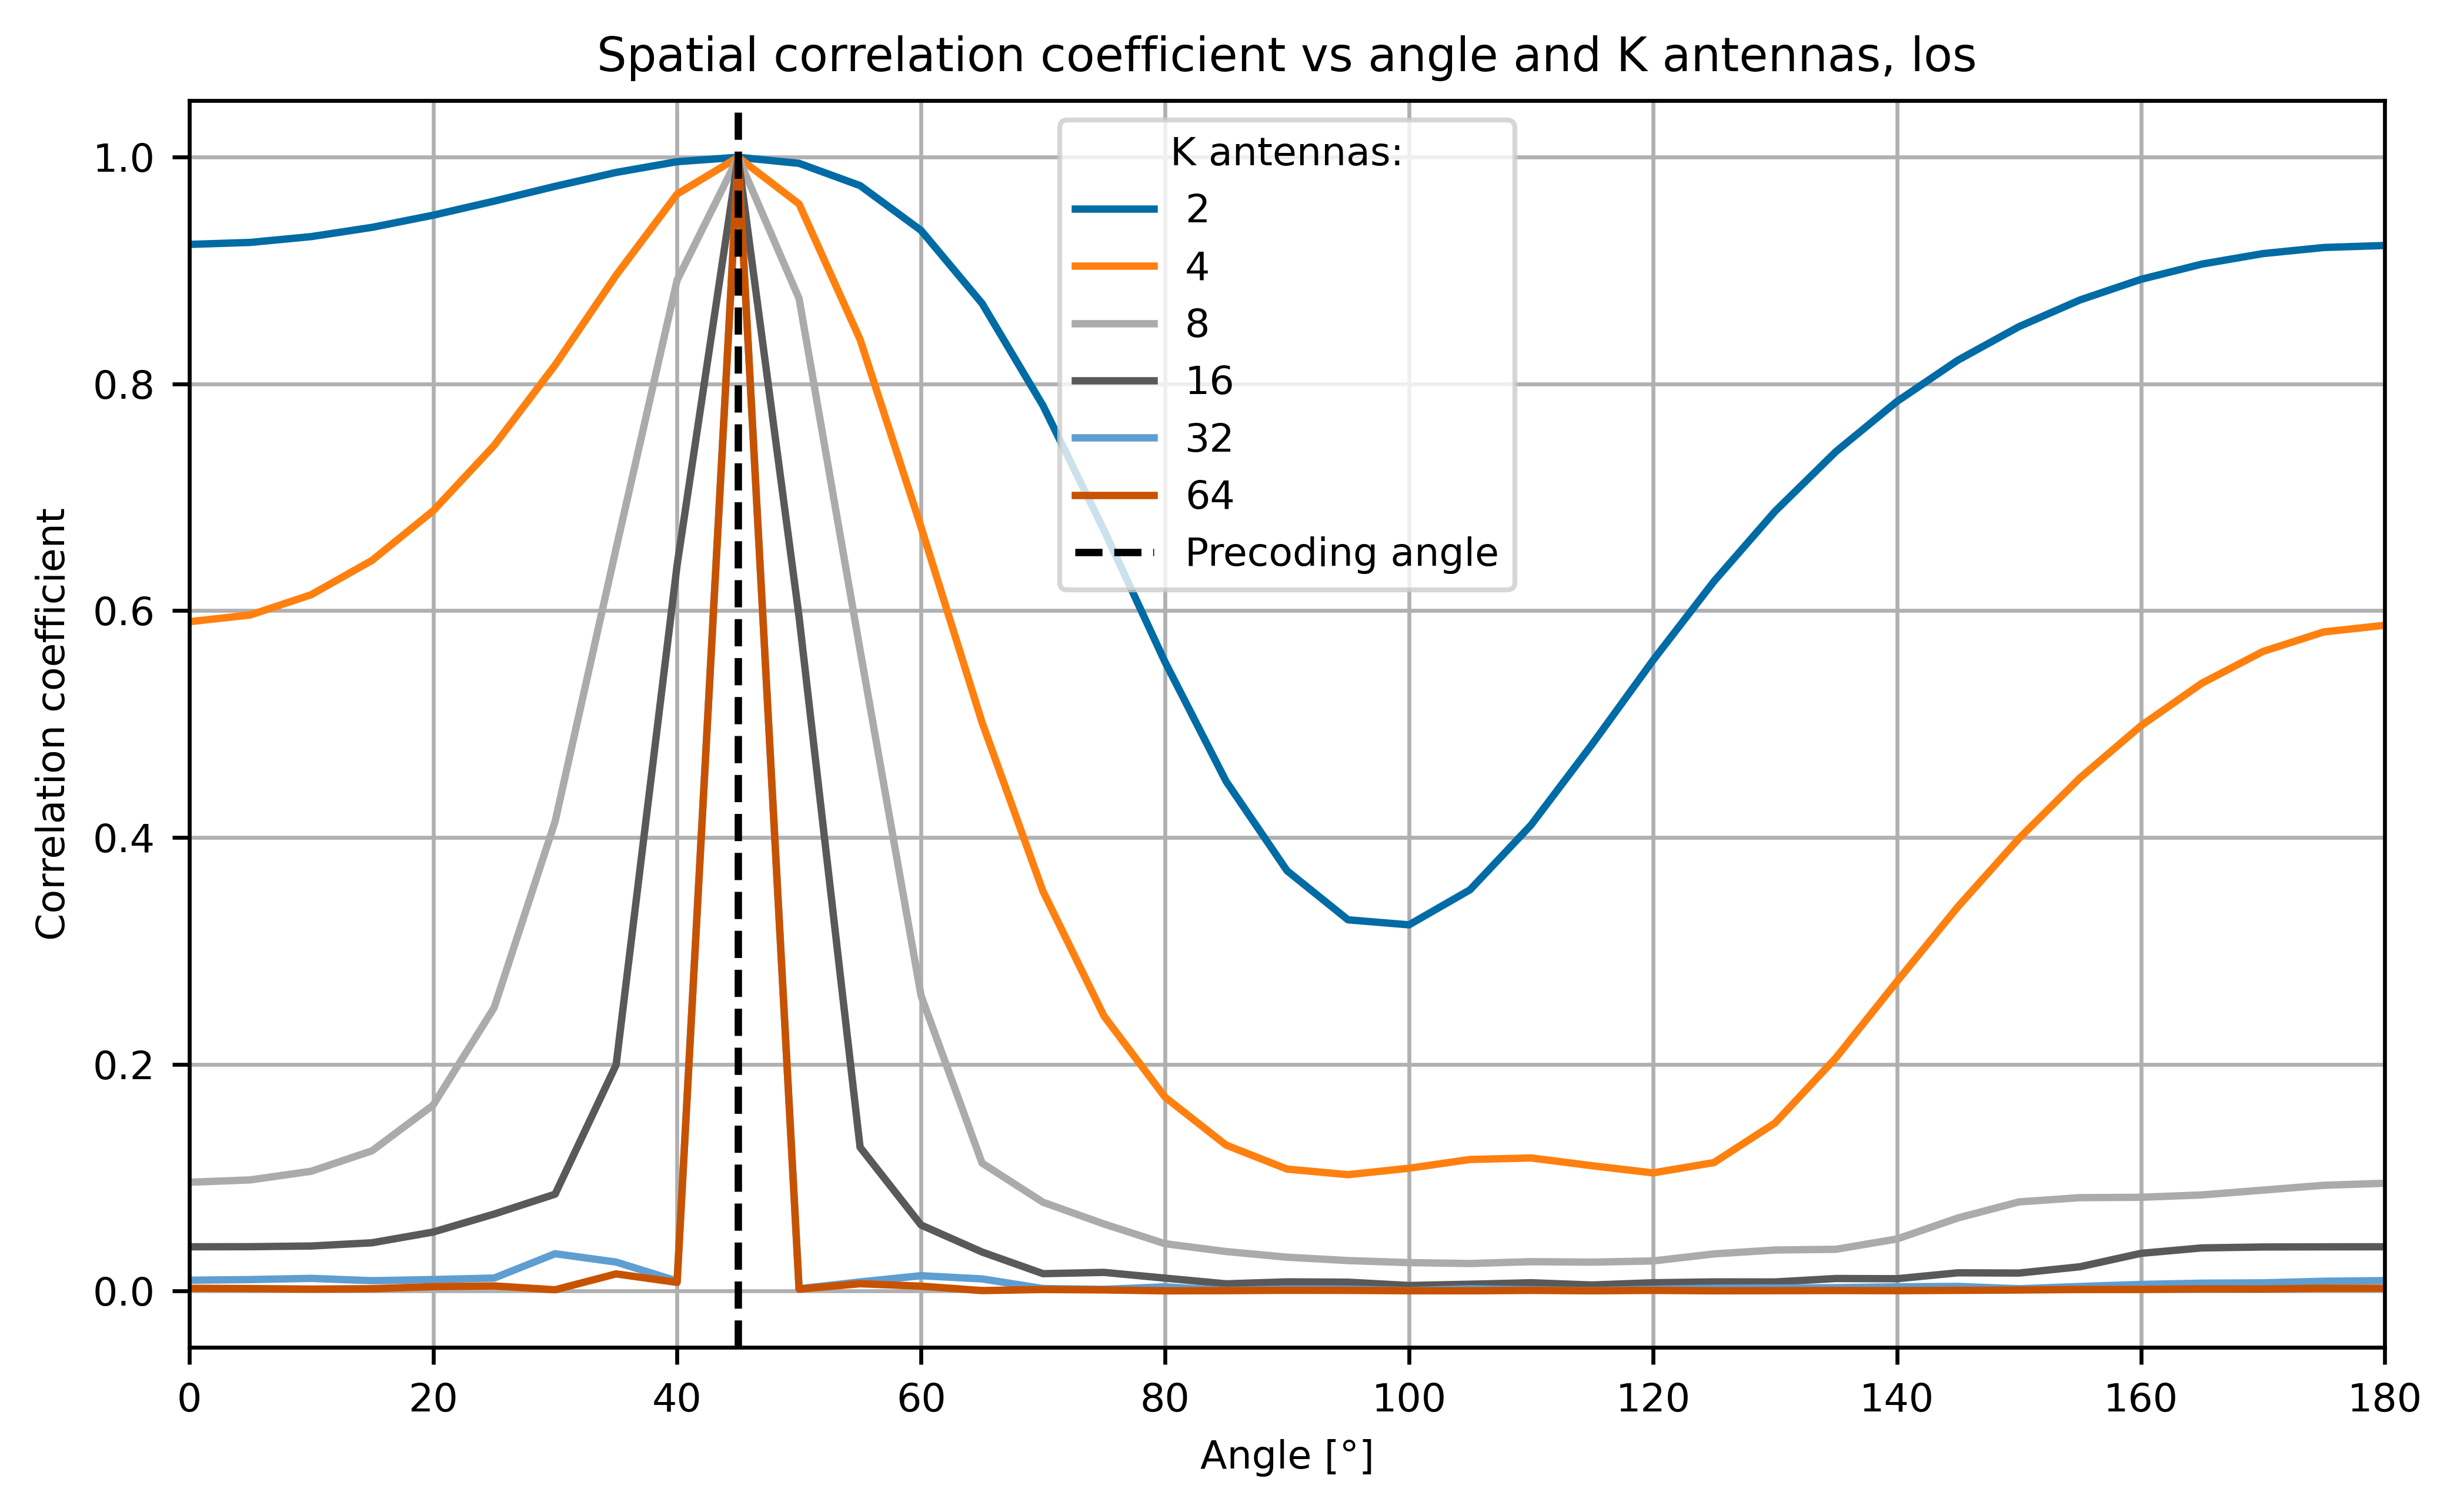 Spatial correlation coefficient vs angle and K antennas, los
Correlation coefficient
1.0
0.8
0.6
0.4
0.2
0.0
K antennas:
2
4
8
16
32
64
Precoding angle
0 20 40 60 80 100 120 140 160 180
Angle [°]